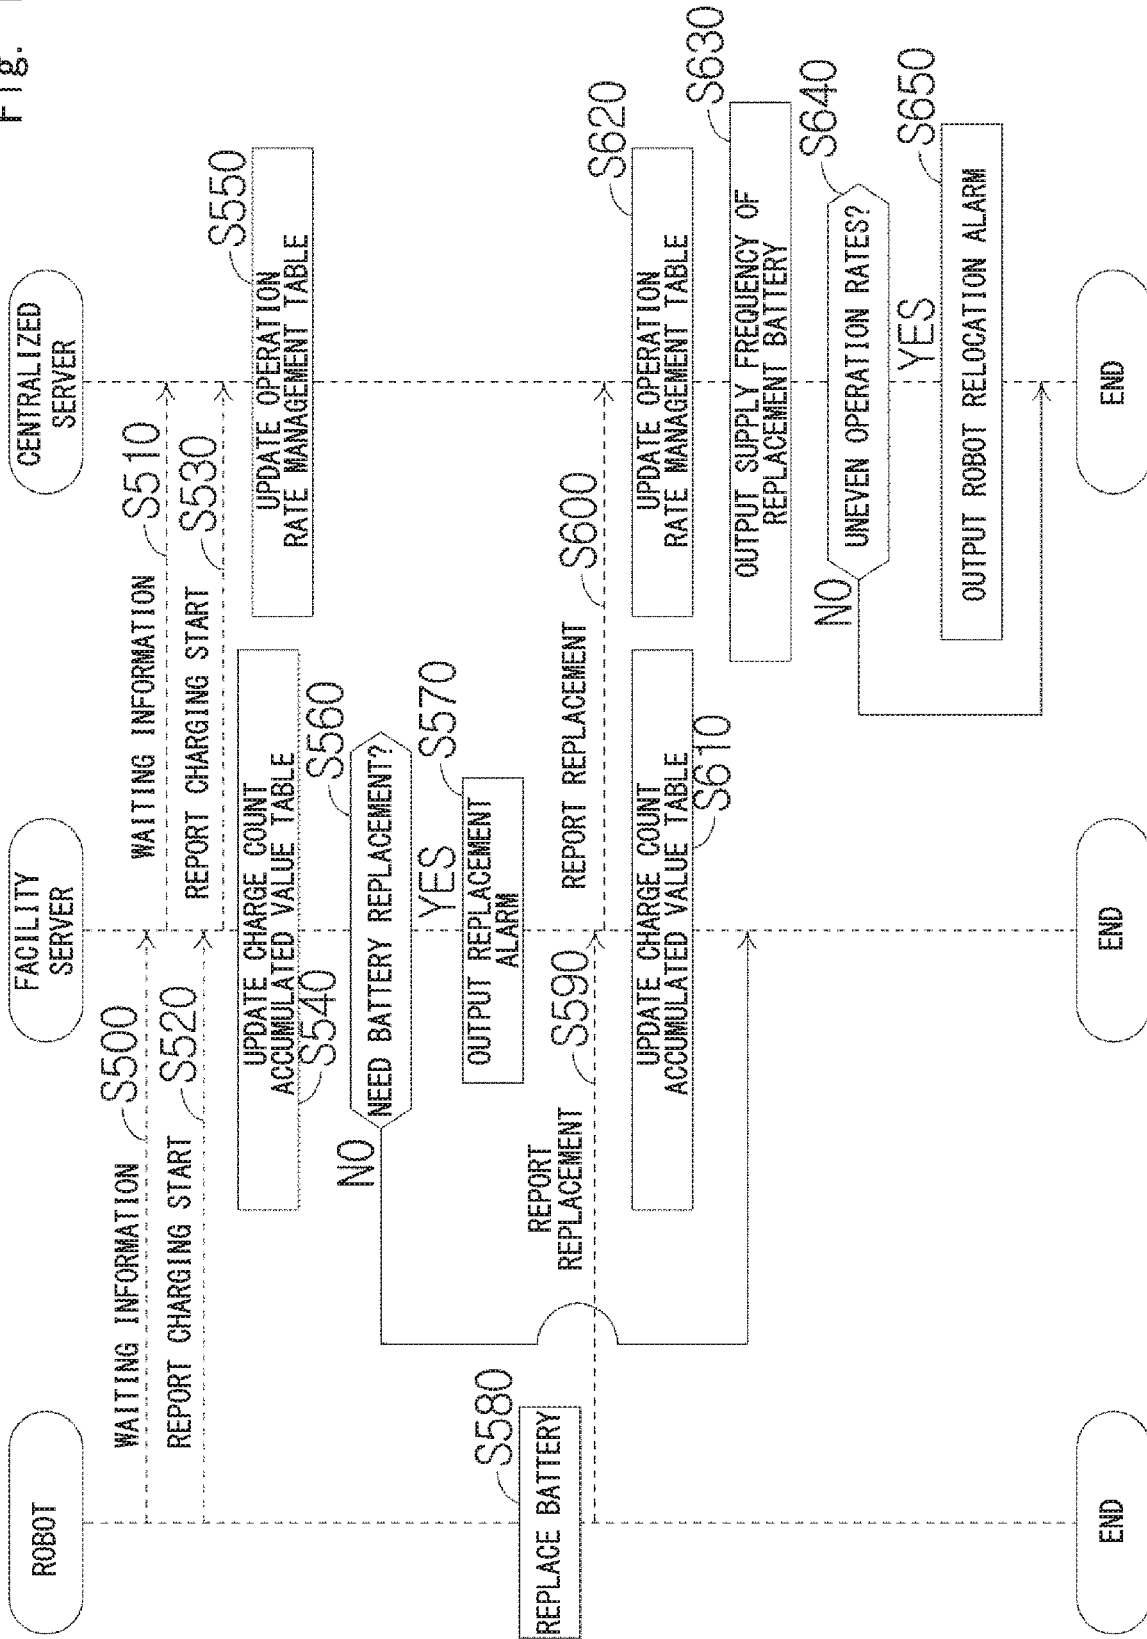 Fig.
ROBOT
FACILITY
SERVER
CENTRALIZED
SERVER
WAITING INFORMATION
S500
WAITING INFORMATION
S510
REPORT CHARGING START
S520
REPORT CHARGING START
S530
UPDATE CHARGE COUNT
ACCUMULATED VALUE TABLE
S540
UPDATE OPERATION
RATE MANAGEMENT TABLE
S550
NEED BATTERY REPLACEMENT?
S560
NO
YES
OUTPUT REPLACEMENT
ALARM
S570
REPLACE BATTERY
S580
REPORT
REPLACEMENT
S590
REPORT REPLACEMENT
S600
UPDATE CHARGE COUNT
ACCUMULATED VALUE TABLE
S610
UPDATE OPERATION
RATE MANAGEMENT TABLE
S620
OUTPUT SUPPLY FREQUENCY OF
REPLACEMENT BATTERY
S630
UNEVEN OPERATION RATES?
S640
NO
YES
OUTPUT ROBOT RELOCATION ALARM
S650
END
END
END